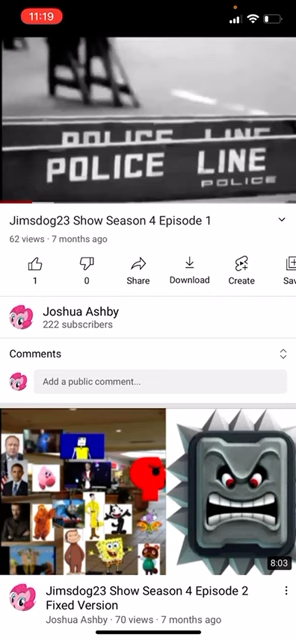 11:19
POLICE LINE
POLICE LINE
POLICE
Jimsdog23 Show Season 4 Episode 1
62 views · 7 months ago
1
0
Share
Download
Create
Sav
Joshua Ashby
222 subscribers
Comments
Add a public comment...
8:03
Jimsdog23 Show Season 4 Episode 2
Fixed Version
Joshua Ashby · 70 views · 7 months ago